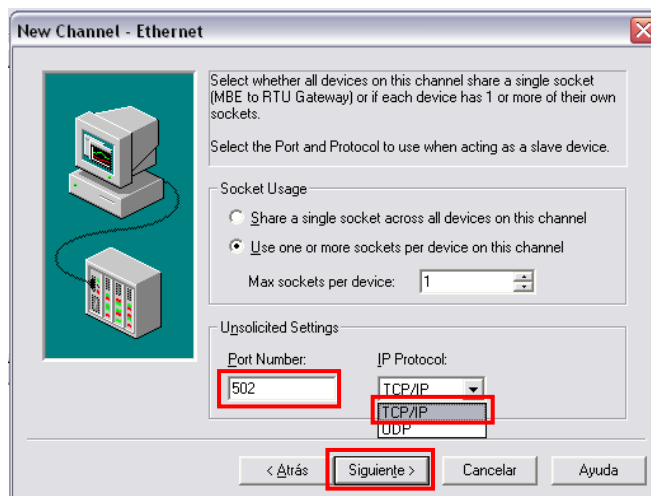 New Channel - Ethernet
Select whether all devices on this channel share a single socket
(MBE to RTU Gateway) or if each device has 1 or more of their own
sockets.
Select the Port and Protocol to use when acting as a slave device.
Socket Usage
Share a single socket across all devices on this channel
Use one or more sockets per device on this channel
Max sockets per device: 1
Unsolicited Settings
Port Number: IP Protocol:
502 TCP/IP
TCP/IP
UDP
< Atrás Siguiente > Cancelar Ayuda